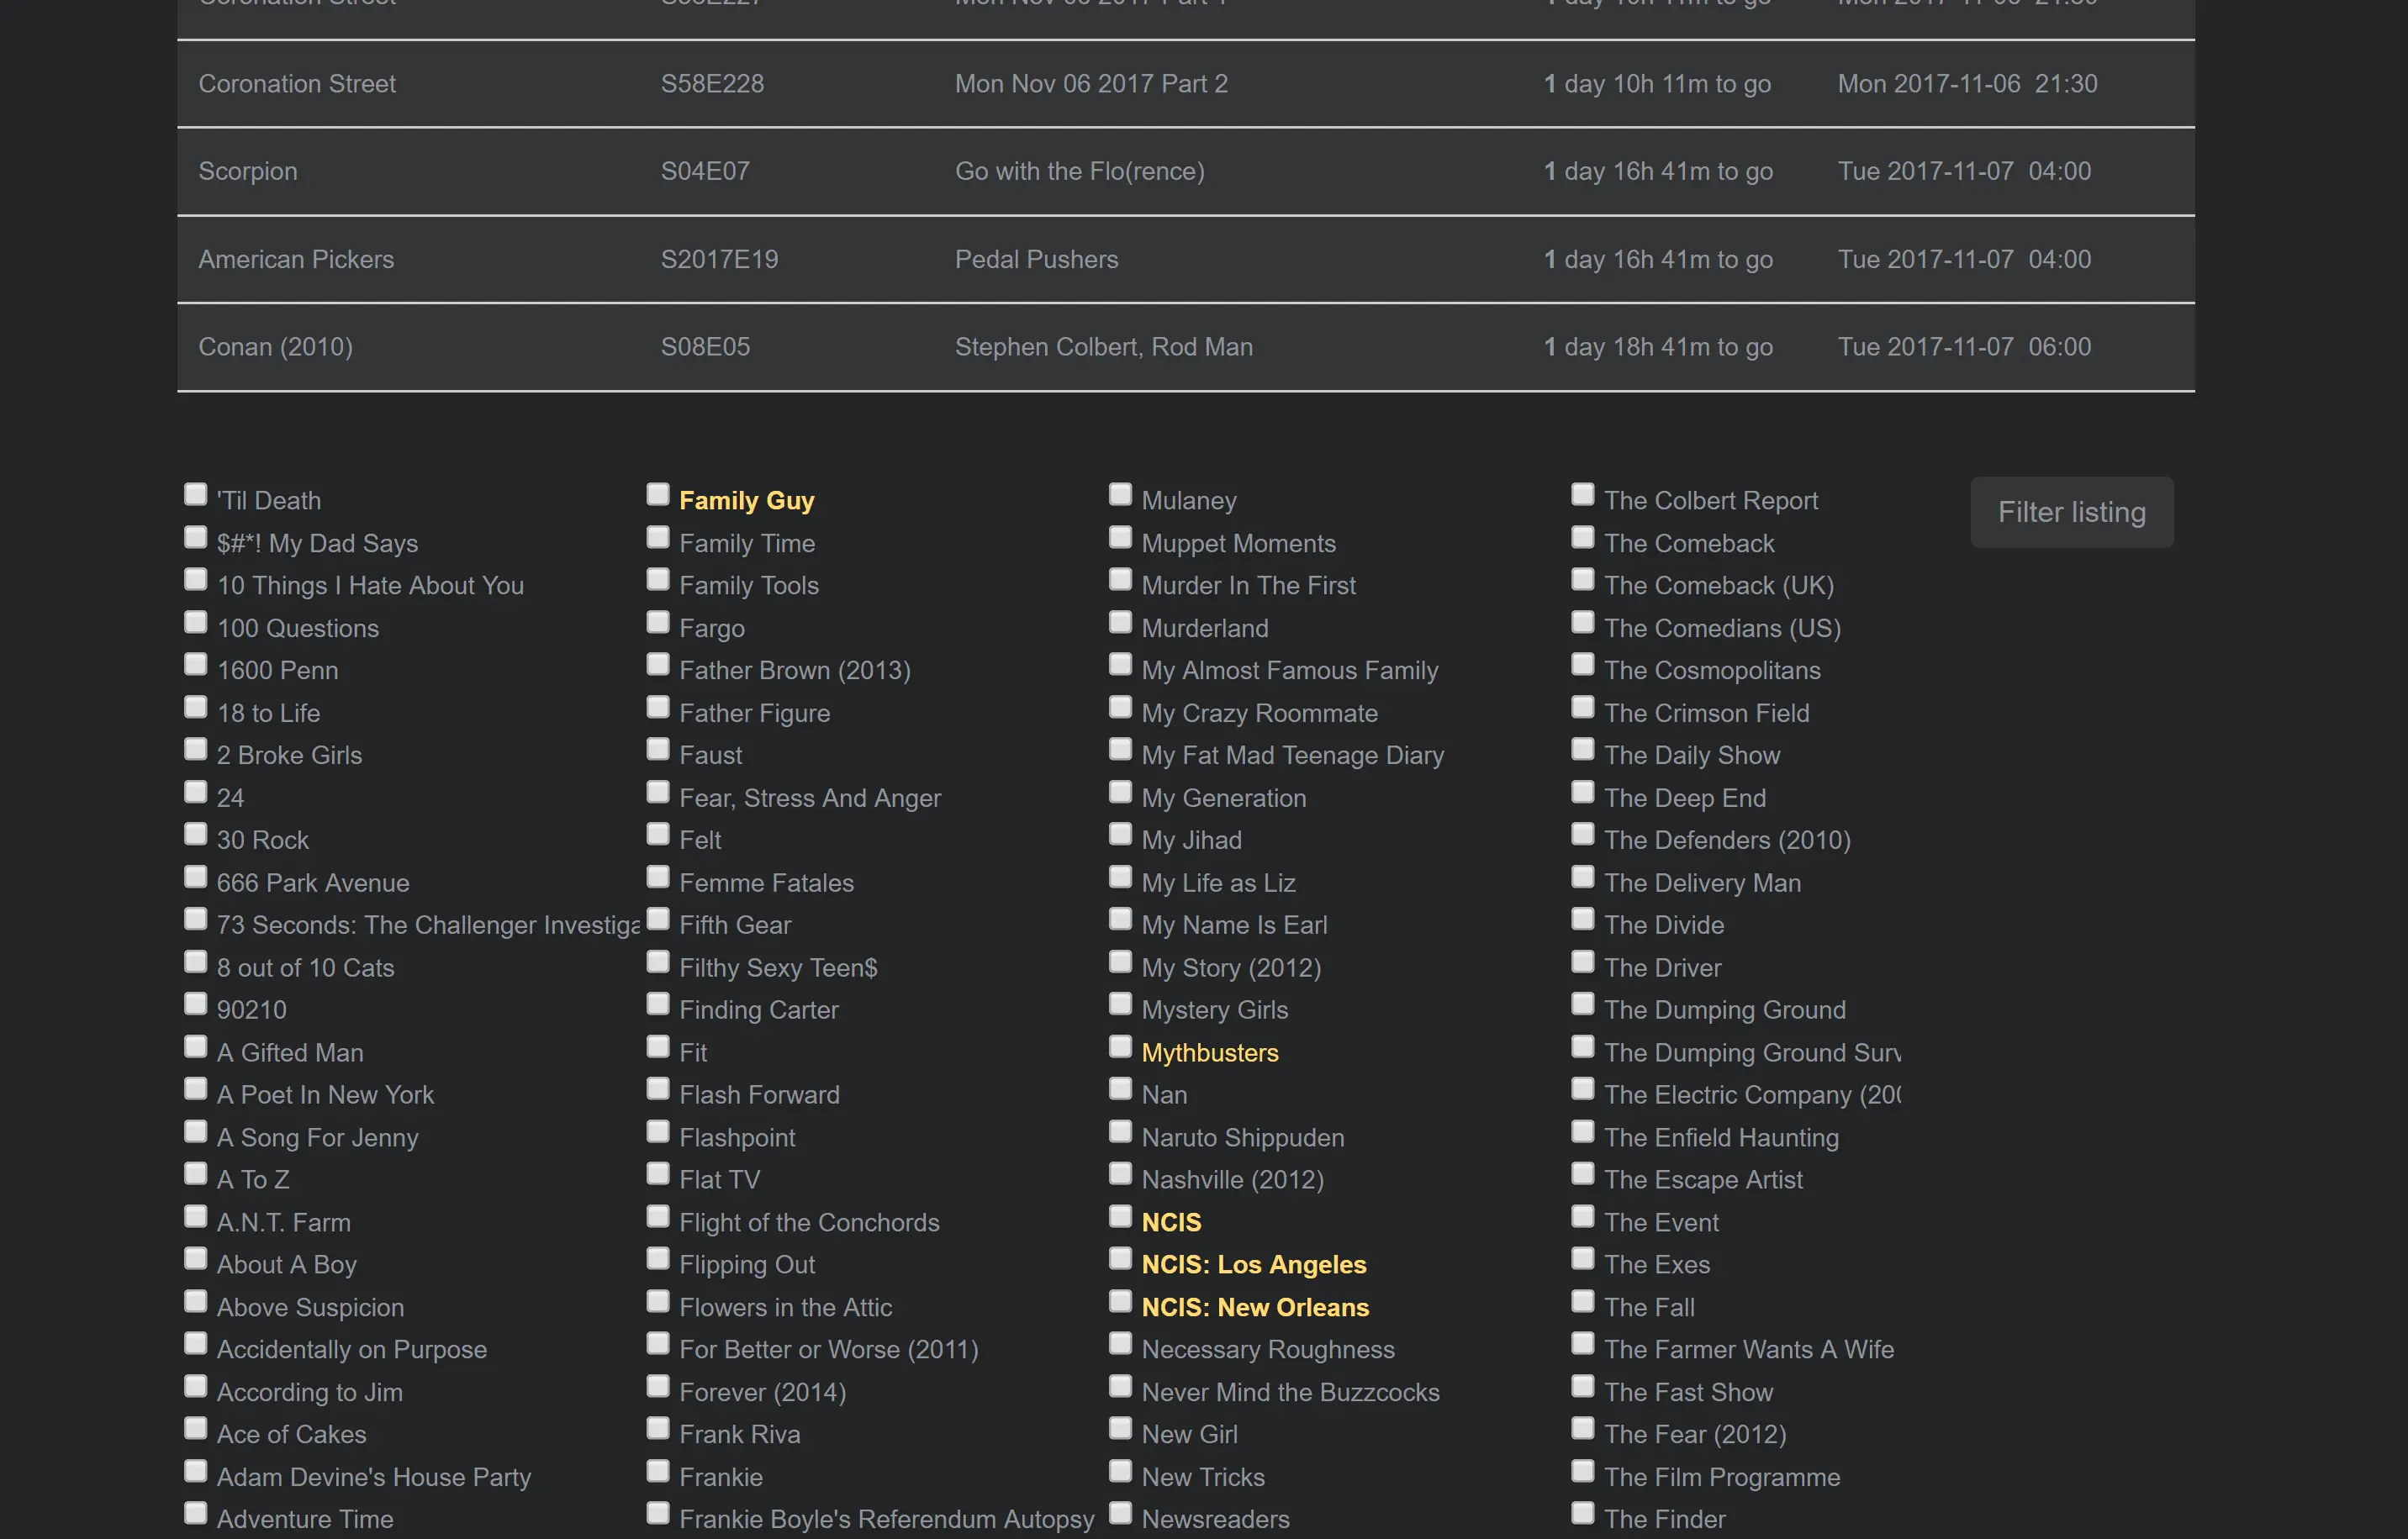 Coronation Street S58E228 Mon Nov 06 2017 Part 2 1 day 10h 11m to go Mon 2017-11-06 21:30
Scorpion S04E07 Go with the Flo(rence) 1 day 16h 41m to go Tue 2017-11-07 04:00
American Pickers S2017E19 Pedal Pushers 1 day 16h 41m to go Tue 2017-11-07 04:00
Conan (2010) S08E05 Stephen Colbert, Rod Man 1 day 18h 41m to go Tue 2017-11-07 06:00
'Til Death
$#*! My Dad Says
10 Things I Hate About You
100 Questions
1600 Penn
18 to Life
2 Broke Girls
24
30 Rock
666 Park Avenue
73 Seconds: The Challenger Investiga
8 out of 10 Cats
90210
A Gifted Man
A Poet In New York
A Song For Jenny
A To Z
A.N.T. Farm
About A Boy
Above Suspicion
Accidentally on Purpose
According to Jim
Ace of Cakes
Adam Devine's House Party
Adventure Time
Family Guy
Family Time
Family Tools
Fargo
Father Brown (2013)
Father Figure
Faust
Fear, Stress And Anger
Felt
Femme Fatales
Fifth Gear
Filthy Sexy Teen$
Finding Carter
Fit
Flash Forward
Flashpoint
Flat TV
Flight of the Conchords
Flipping Out
Flowers in the Attic
For Better or Worse (2011)
Forever (2014)
Frank Riva
Frankie
Frankie Boyle's Referendum Autopsy
Mulaney
Muppet Moments
Murder In The First
Murderland
My Almost Famous Family
My Crazy Roommate
My Fat Mad Teenage Diary
My Generation
My Jihad
My Life as Liz
My Name Is Earl
My Story (2012)
Mystery Girls
Mythbusters
Nan
Naruto Shippuden
Nashville (2012)
NCIS
NCIS: Los Angeles
NCIS: New Orleans
Necessary Roughness
Never Mind the Buzzcocks
New Girl
New Tricks
Newsreaders
The Colbert Report
The Comeback
The Comeback (UK)
The Comedians (US)
The Cosmopolitans
The Crimson Field
The Daily Show
The Deep End
The Defenders (2010)
The Delivery Man
The Divide
The Driver
The Dumping Ground
The Dumping Ground Surv
The Electric Company (200
The Enfield Haunting
The Escape Artist
The Event
The Exes
The Fall
The Farmer Wants A Wife
The Fast Show
The Fear (2012)
The Film Programme
The Finder
Filter listing